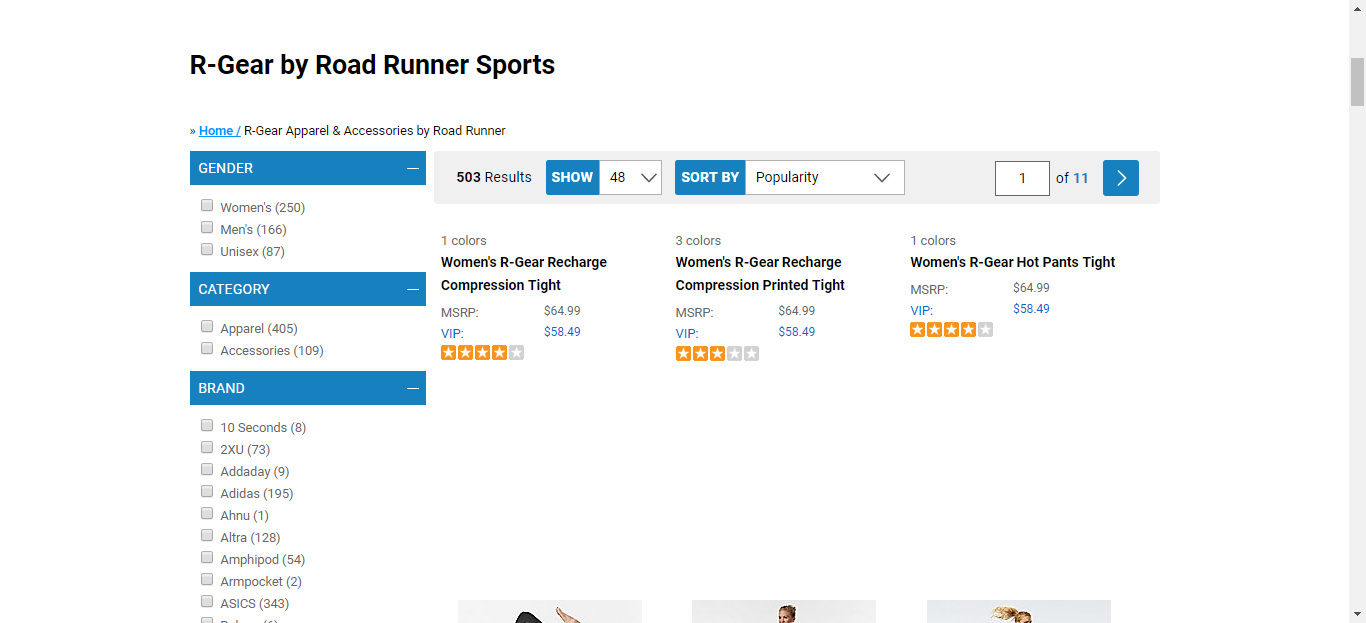 R-Gear by Road Runner Sports
» Home / R-Gear Apparel & Accessories by Road Runner
GENDER
Women's (250)
Men's (166)
Unisex (87)
CATEGORY
Apparel (405)
Accessories (109)
BRAND
10 Seconds (8)
2XU (73)
Addaday (9)
Adidas (195)
Ahnu (1)
Altra (128)
Amphipod (54)
Armpocket (2)
ASICS (343)
503 Results SHOW 48 SORT BY Popularity 1 of 11
1 colors
Women's R-Gear Recharge
Compression Tight
MSRP: $64.99
VIP: $58.49
3 colors
Women's R-Gear Recharge
Compression Printed Tight
MSRP: $64.99
VIP: $58.49
1 colors
Women's R-Gear Hot Pants Tight
MSRP: $64.99
VIP: $58.49